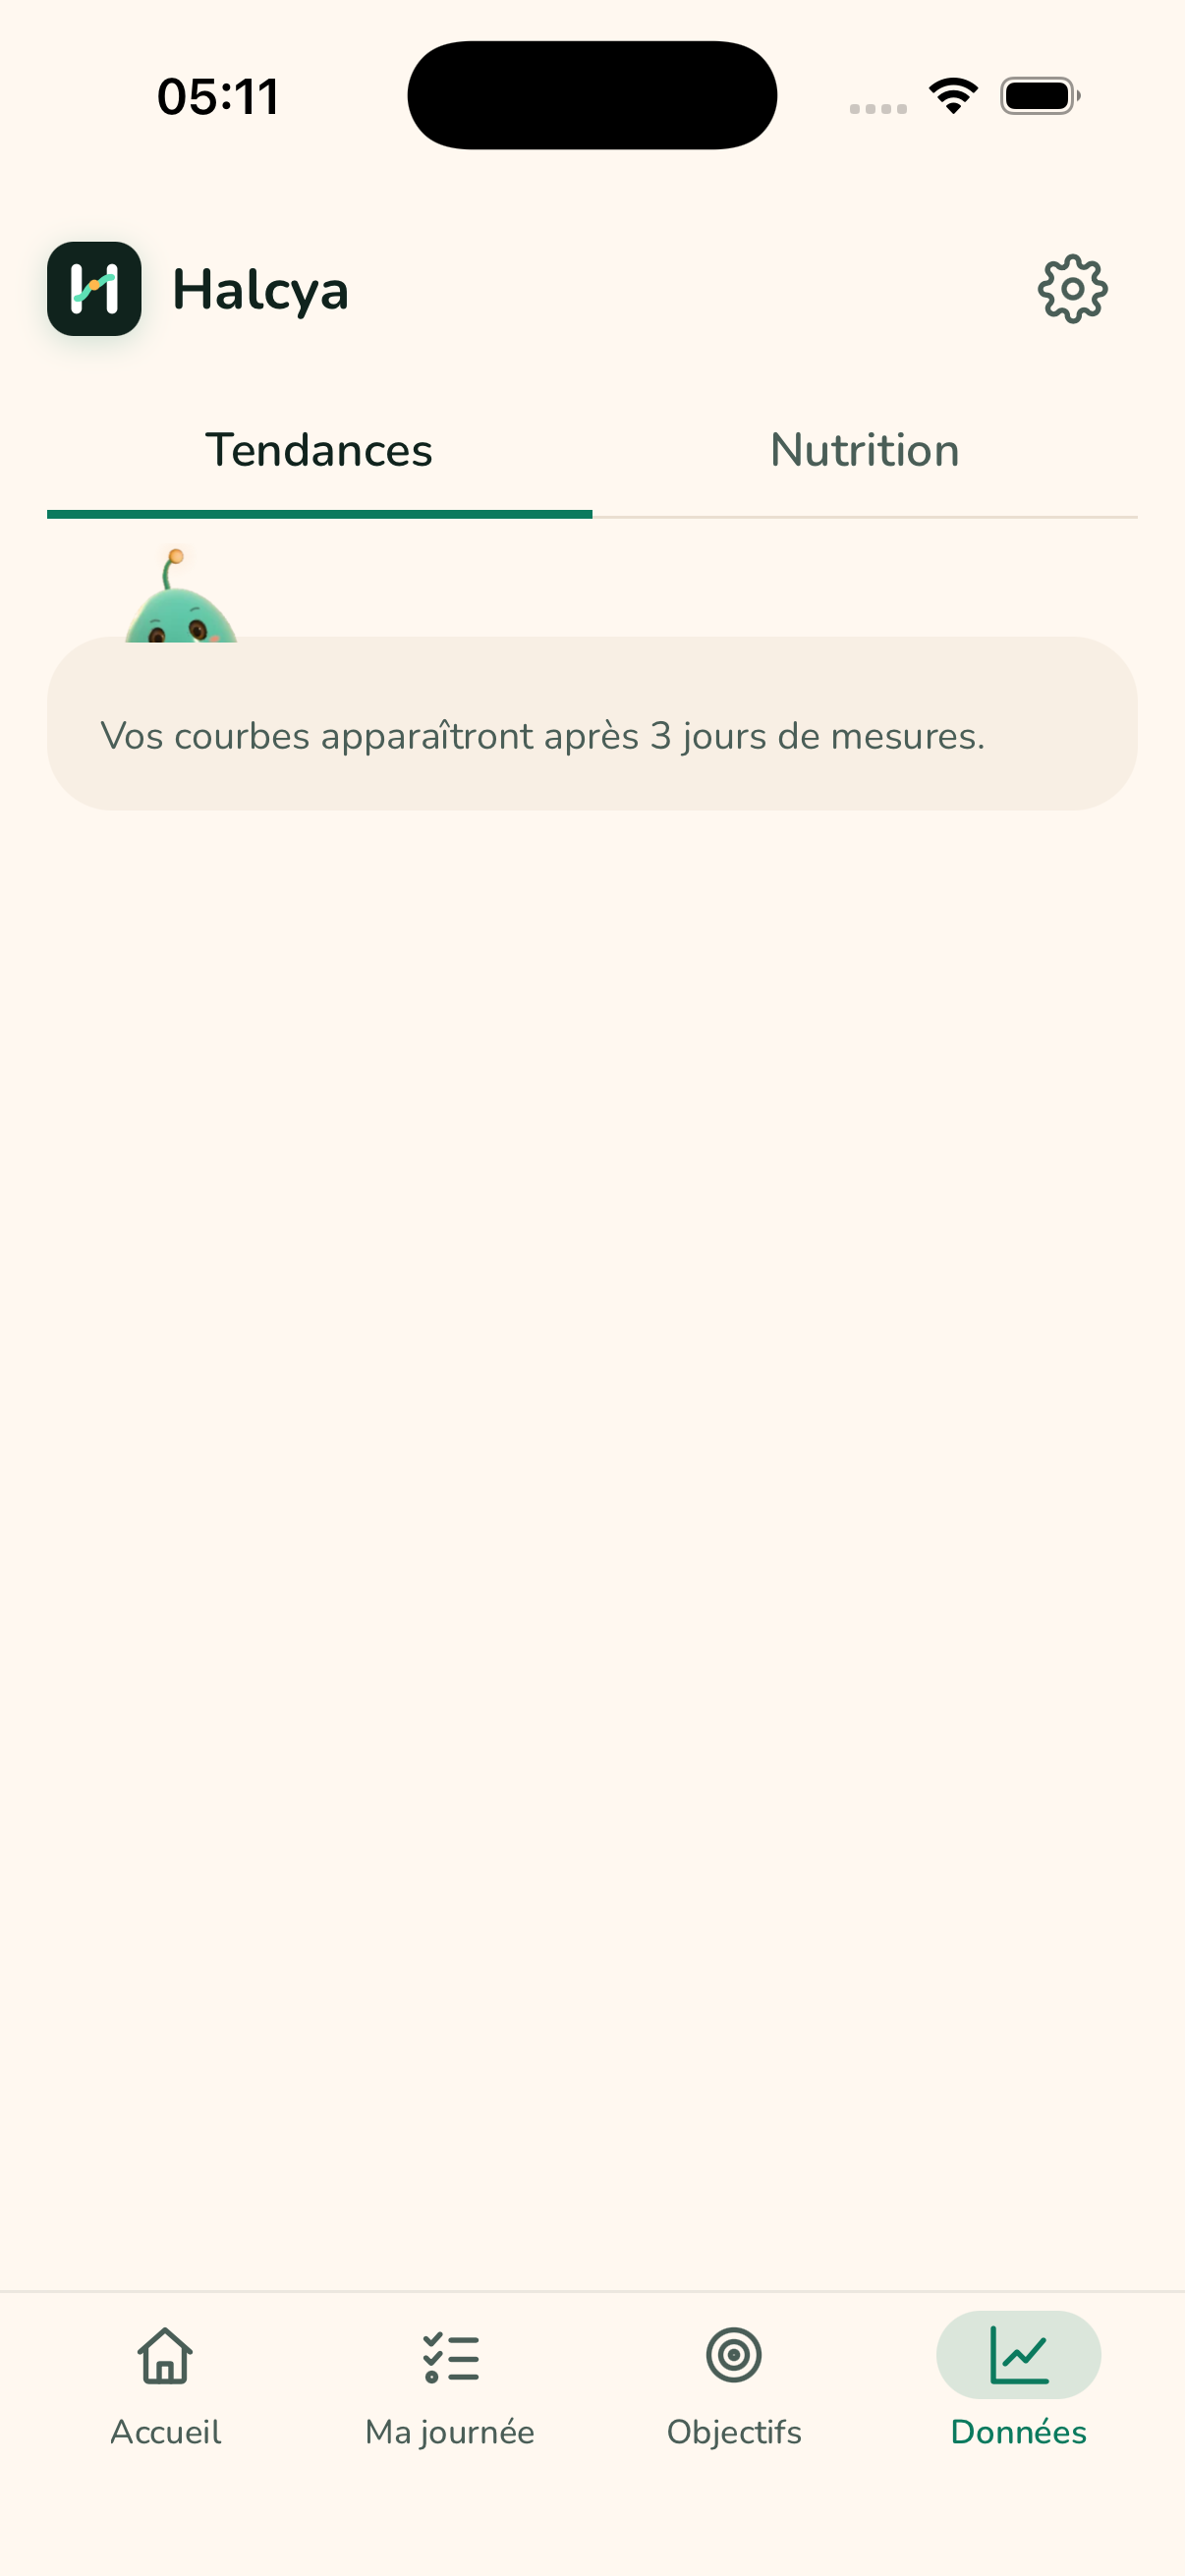 05:11
Halcya
Tendances
Nutrition
Vos courbes apparaîtront après 3 jours de mesures.
Accueil
Ma journée
Objectifs
Données